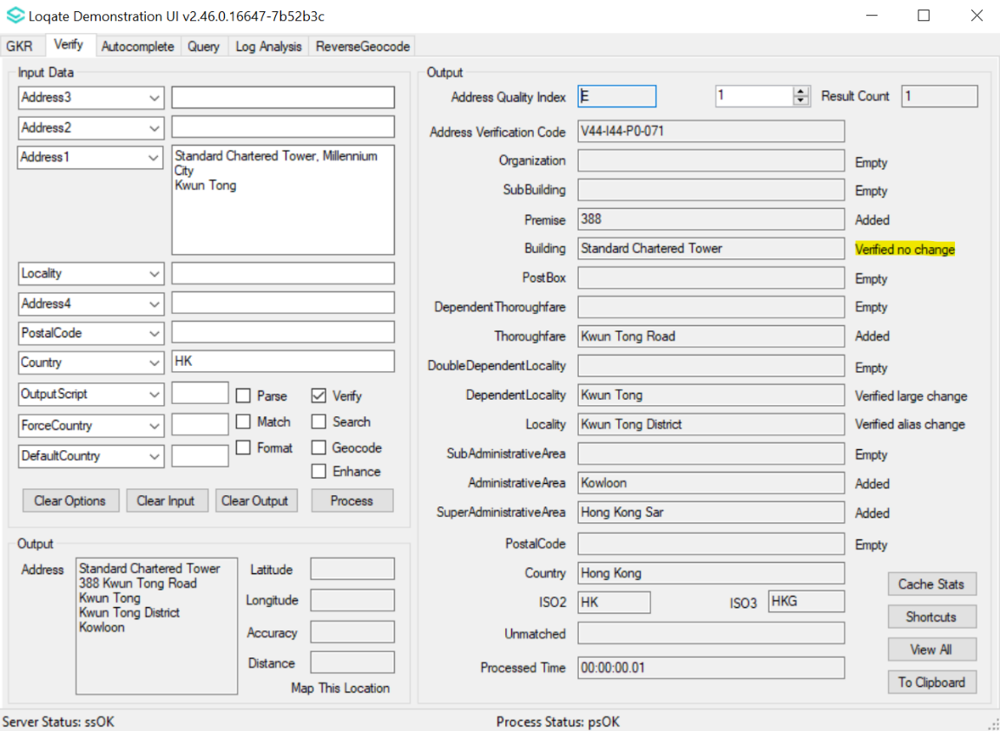 Loqate Demonstration UI v2.46.0.16647-7b52b3c
GKR Verify Autocomplete Query Log Analysis ReverseGeocode
Input Data
Address3
Address2
Address1 Standard Chartered Tower, Millennium
City
Kwun Tong
Locality
Address4
PostalCode
Country HK
OutputScript Parse Verify
ForceCountry Match Search
DefaultCountry Format Geocode
Enhance
Clear Options Clear Input Clear Output Process
Output
Address Standard Chartered Tower
388 Kwun Tong Road
Kwun Tong
Kwun Tong District
Kowloon
Latitude
Longitude
Accuracy
Distance
Map This Location
Output
Address Quality Index E 1 Result Count 1
Address Verification Code V44-I44-P0-071
Organization Empty
SubBuilding Empty
Premise 388 Added
Building Standard Chartered Tower Verified no change
PostBox Empty
DependentThoroughfare Empty
Thoroughfare Kwun Tong Road Added
DoubleDependentLocality Empty
DependentLocality Kwun Tong Verified large change
Locality Kwun Tong District Verified alias change
SubAdministrativeArea Empty
AdministrativeArea Kowloon Added
SuperAdministrativeArea Hong Kong Sar Added
PostalCode Empty
Country Hong Kong
ISO2 HK ISO3 HKG
Unmatched
Processed Time 00:00:00.01
Cache Stats
Shortcuts
View All
To Clipboard
Server Status: ssOK Process Status: psOK